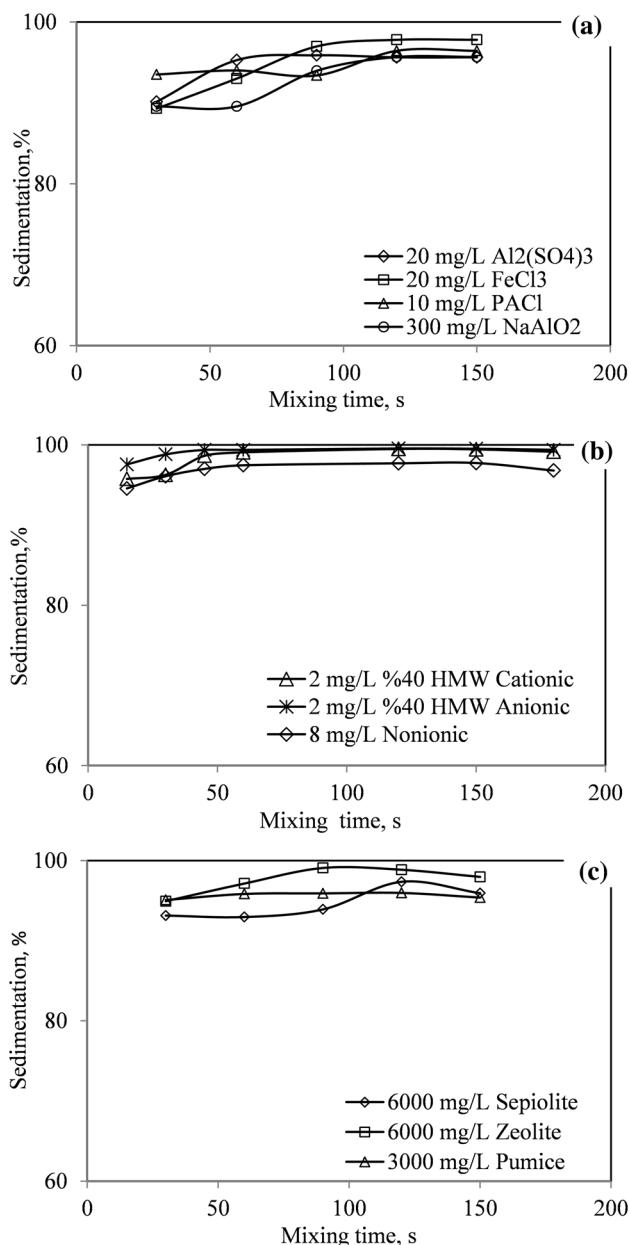 (a)
100
80
60
Sedimentation,%
20 mg/L Al2(SO4)3
20 mg/L FeCl3
10 mg/L PACl
300 mg/L NaAlO2
0 50 100 150 200
Mixing time, s
(b)
100
80
60
Sedimentation,%
2 mg/L %40 HMW Cationic
2 mg/L %40 HMW Anionic
8 mg/L Nonionic
0 50 100 150 200
Mixing time, s
(c)
100
80
60
Sedimentation, %
6000 mg/L Sepiolite
6000 mg/L Zeolite
3000 mg/L Pumice
0 50 100 150 200
Mixing time, s